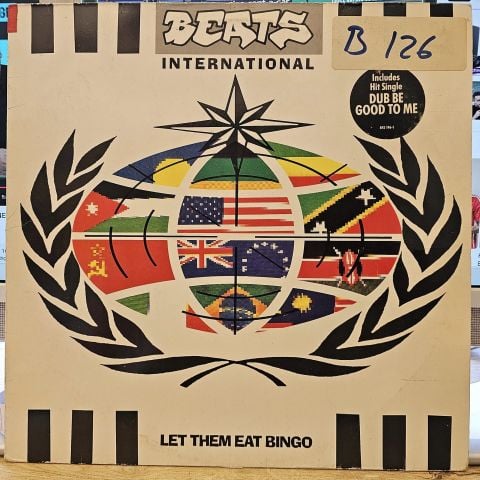 BEATS
INTERNATIONAL
B 126
Includes
Hit Single
DUB BE
GOOD TO ME
LET THEM EAT BINGO